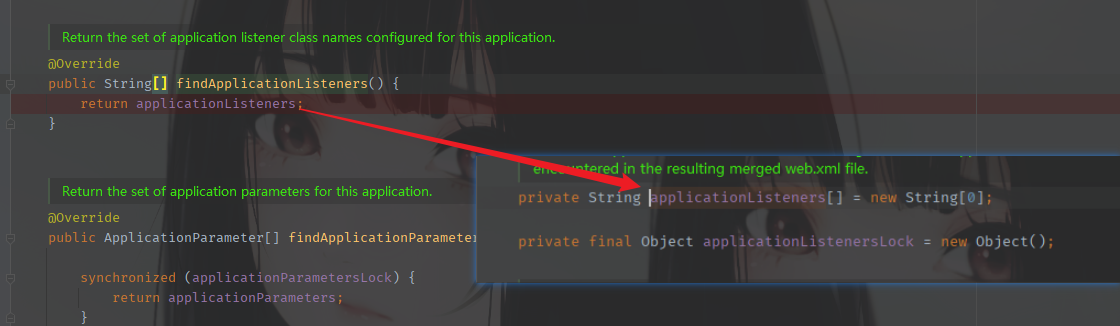 Return the set of application listener class names configured for this application.
@Override
public String[] findApplicationListeners() {
return applicationListeners;
}
Return the set of application parameters for this application.
@Override
public ApplicationParameter[] findApplicationParameter
synchronized (applicationParametersLock) {
return applicationParameters;
}
encountered in the resulting merged web.xml file.
private String applicationListeners[] = new String[0];
private final Object applicationListenersLock = new Object();